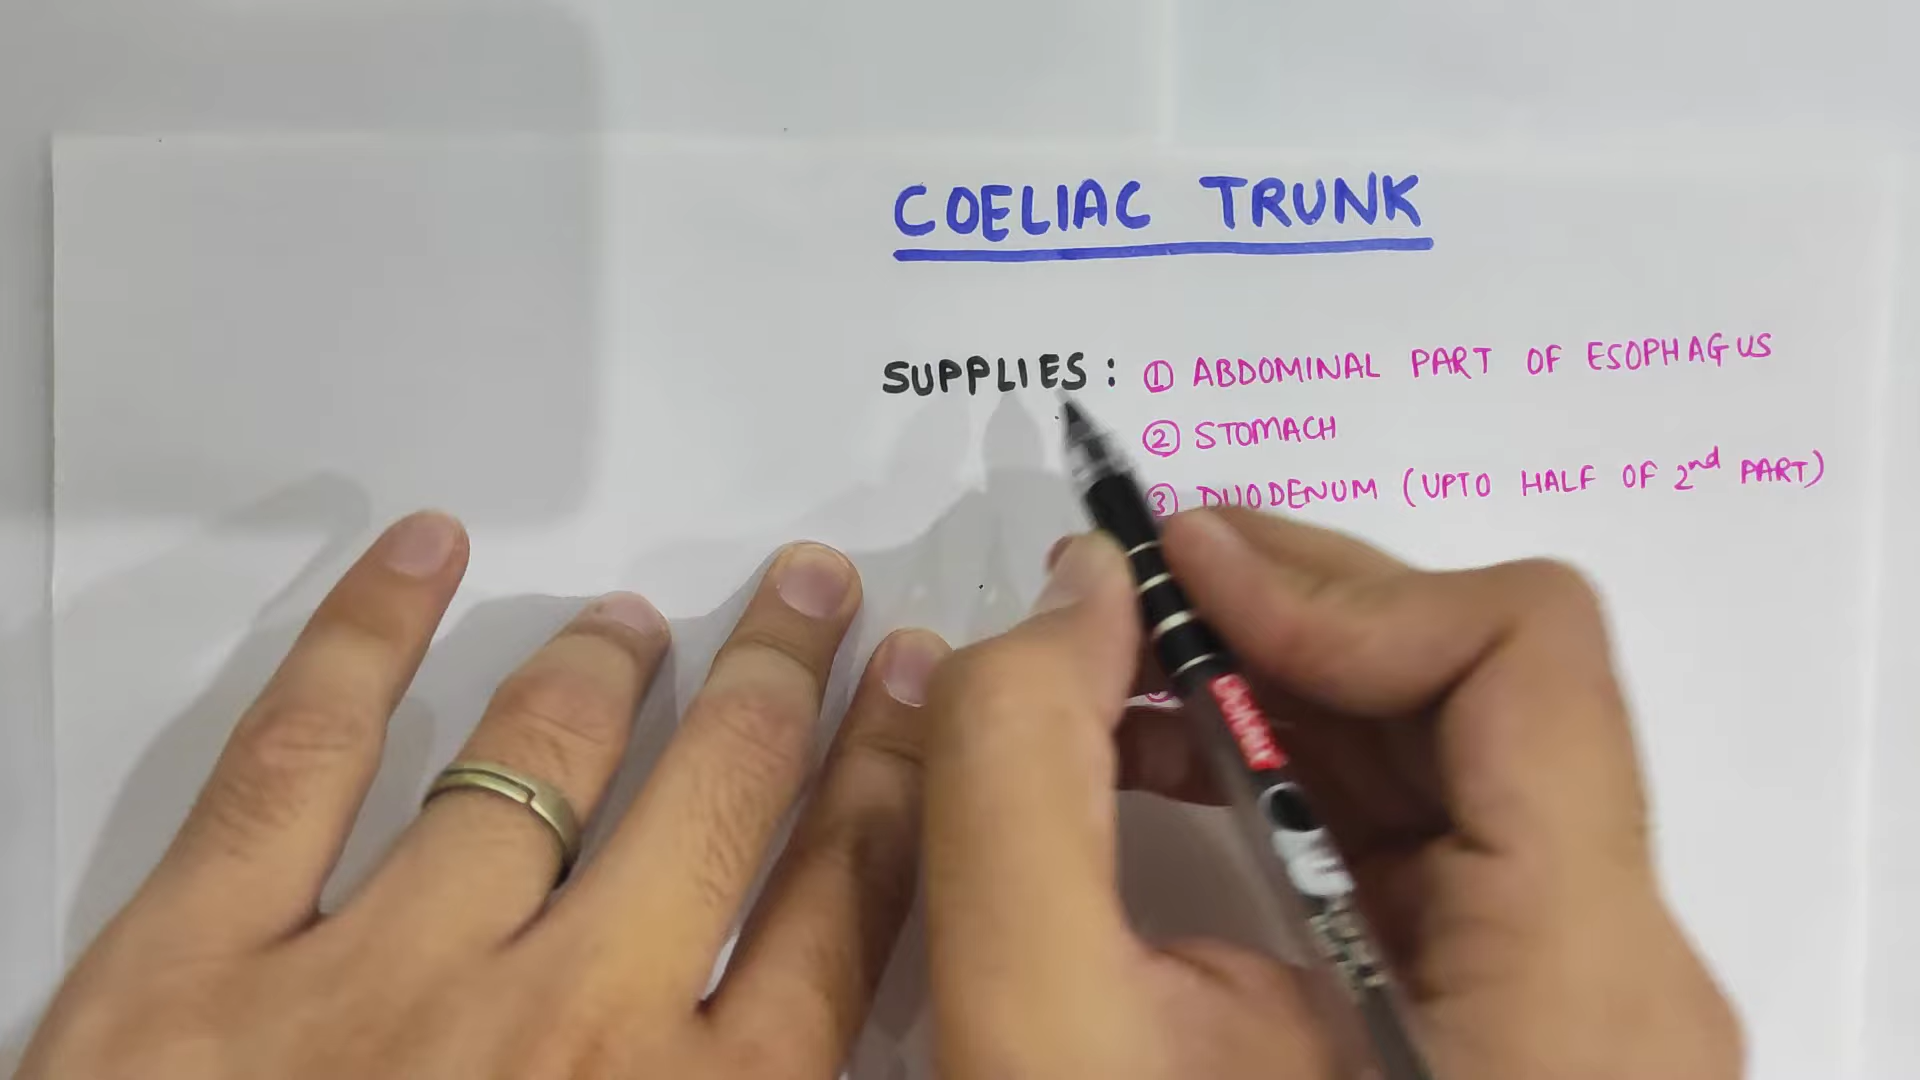 COELIAC TRUNK
SUPPLIES : ① ABDOMINAL PART OF ESOPHAGUS
② STOMACH
③ DUODENUM (UPTO HALF OF 2nd PART)